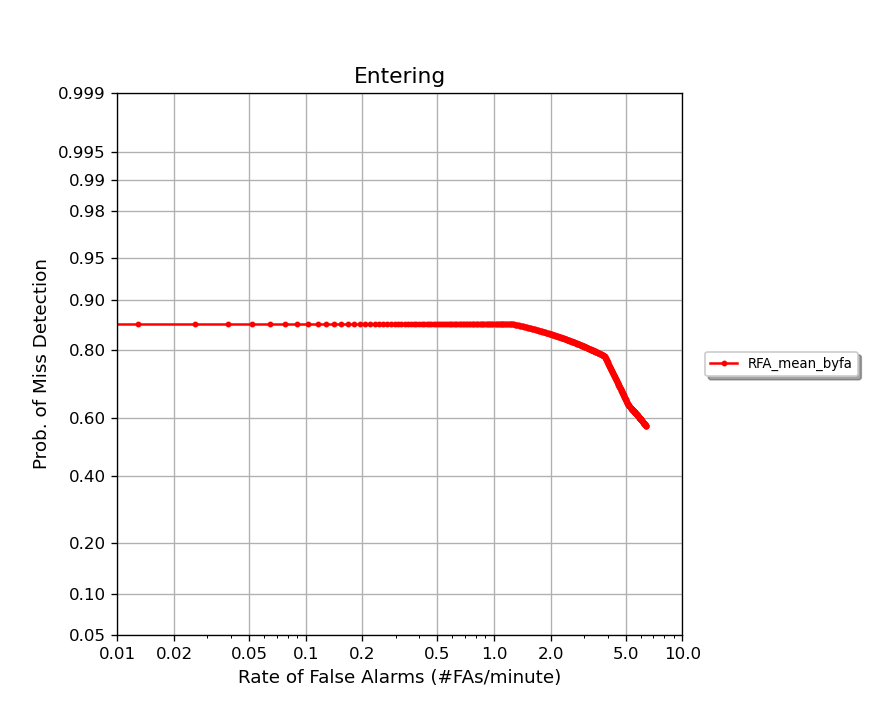 Entering
0.999
0.995
0.99
0.98
0.95
0.90
0.80
0.60
0.40
0.20
0.10
0.05
Prob. of Miss Detection
0.01 0.02 0.05 0.1 0.2 0.5 1.0 2.0 5.0 10.0
Rate of False Alarms (#FAs/minute)
RFA_mean_byfa